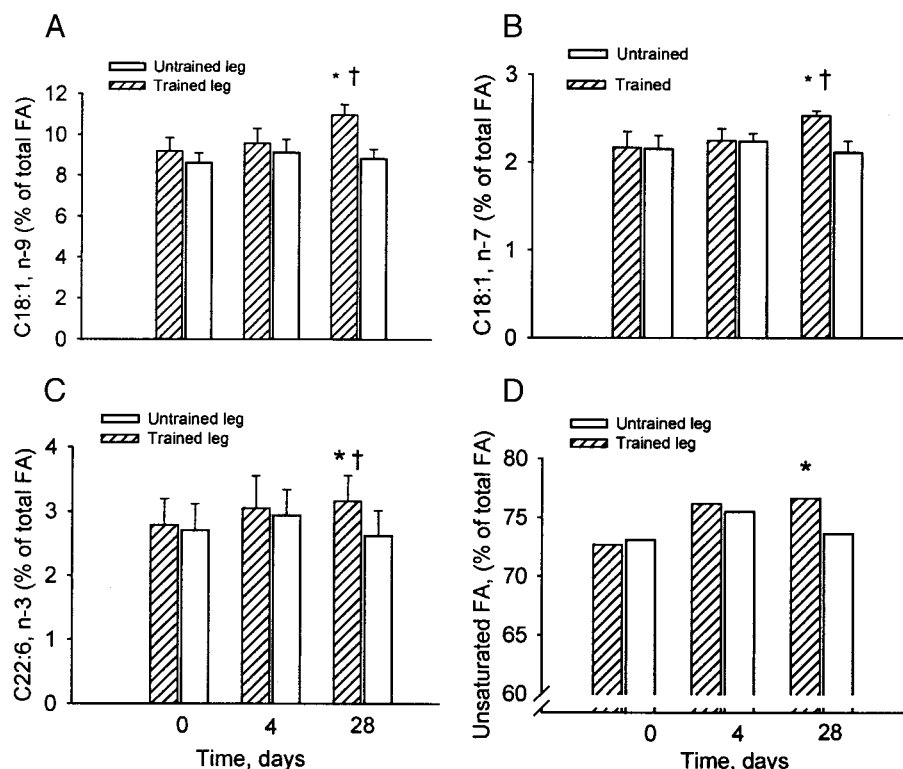 A
Untrained leg
Trained leg
* †
C18:1, n-9 (% of total FA)
12
10
8
6
4
2
0
B
Untrained
Trained
* †
C18:1, n-7 (% of total FA)
3
2
1
0
C
Untrained leg
Trained leg
* †
C22:6, n-3 (% of total FA)
4
3
2
1
0
0 4 28
Time, days
D
Untrained leg
Trained leg
*
Unsaturated FA, (% of total FA)
80
75
70
65
60
0 4 28
Time, days